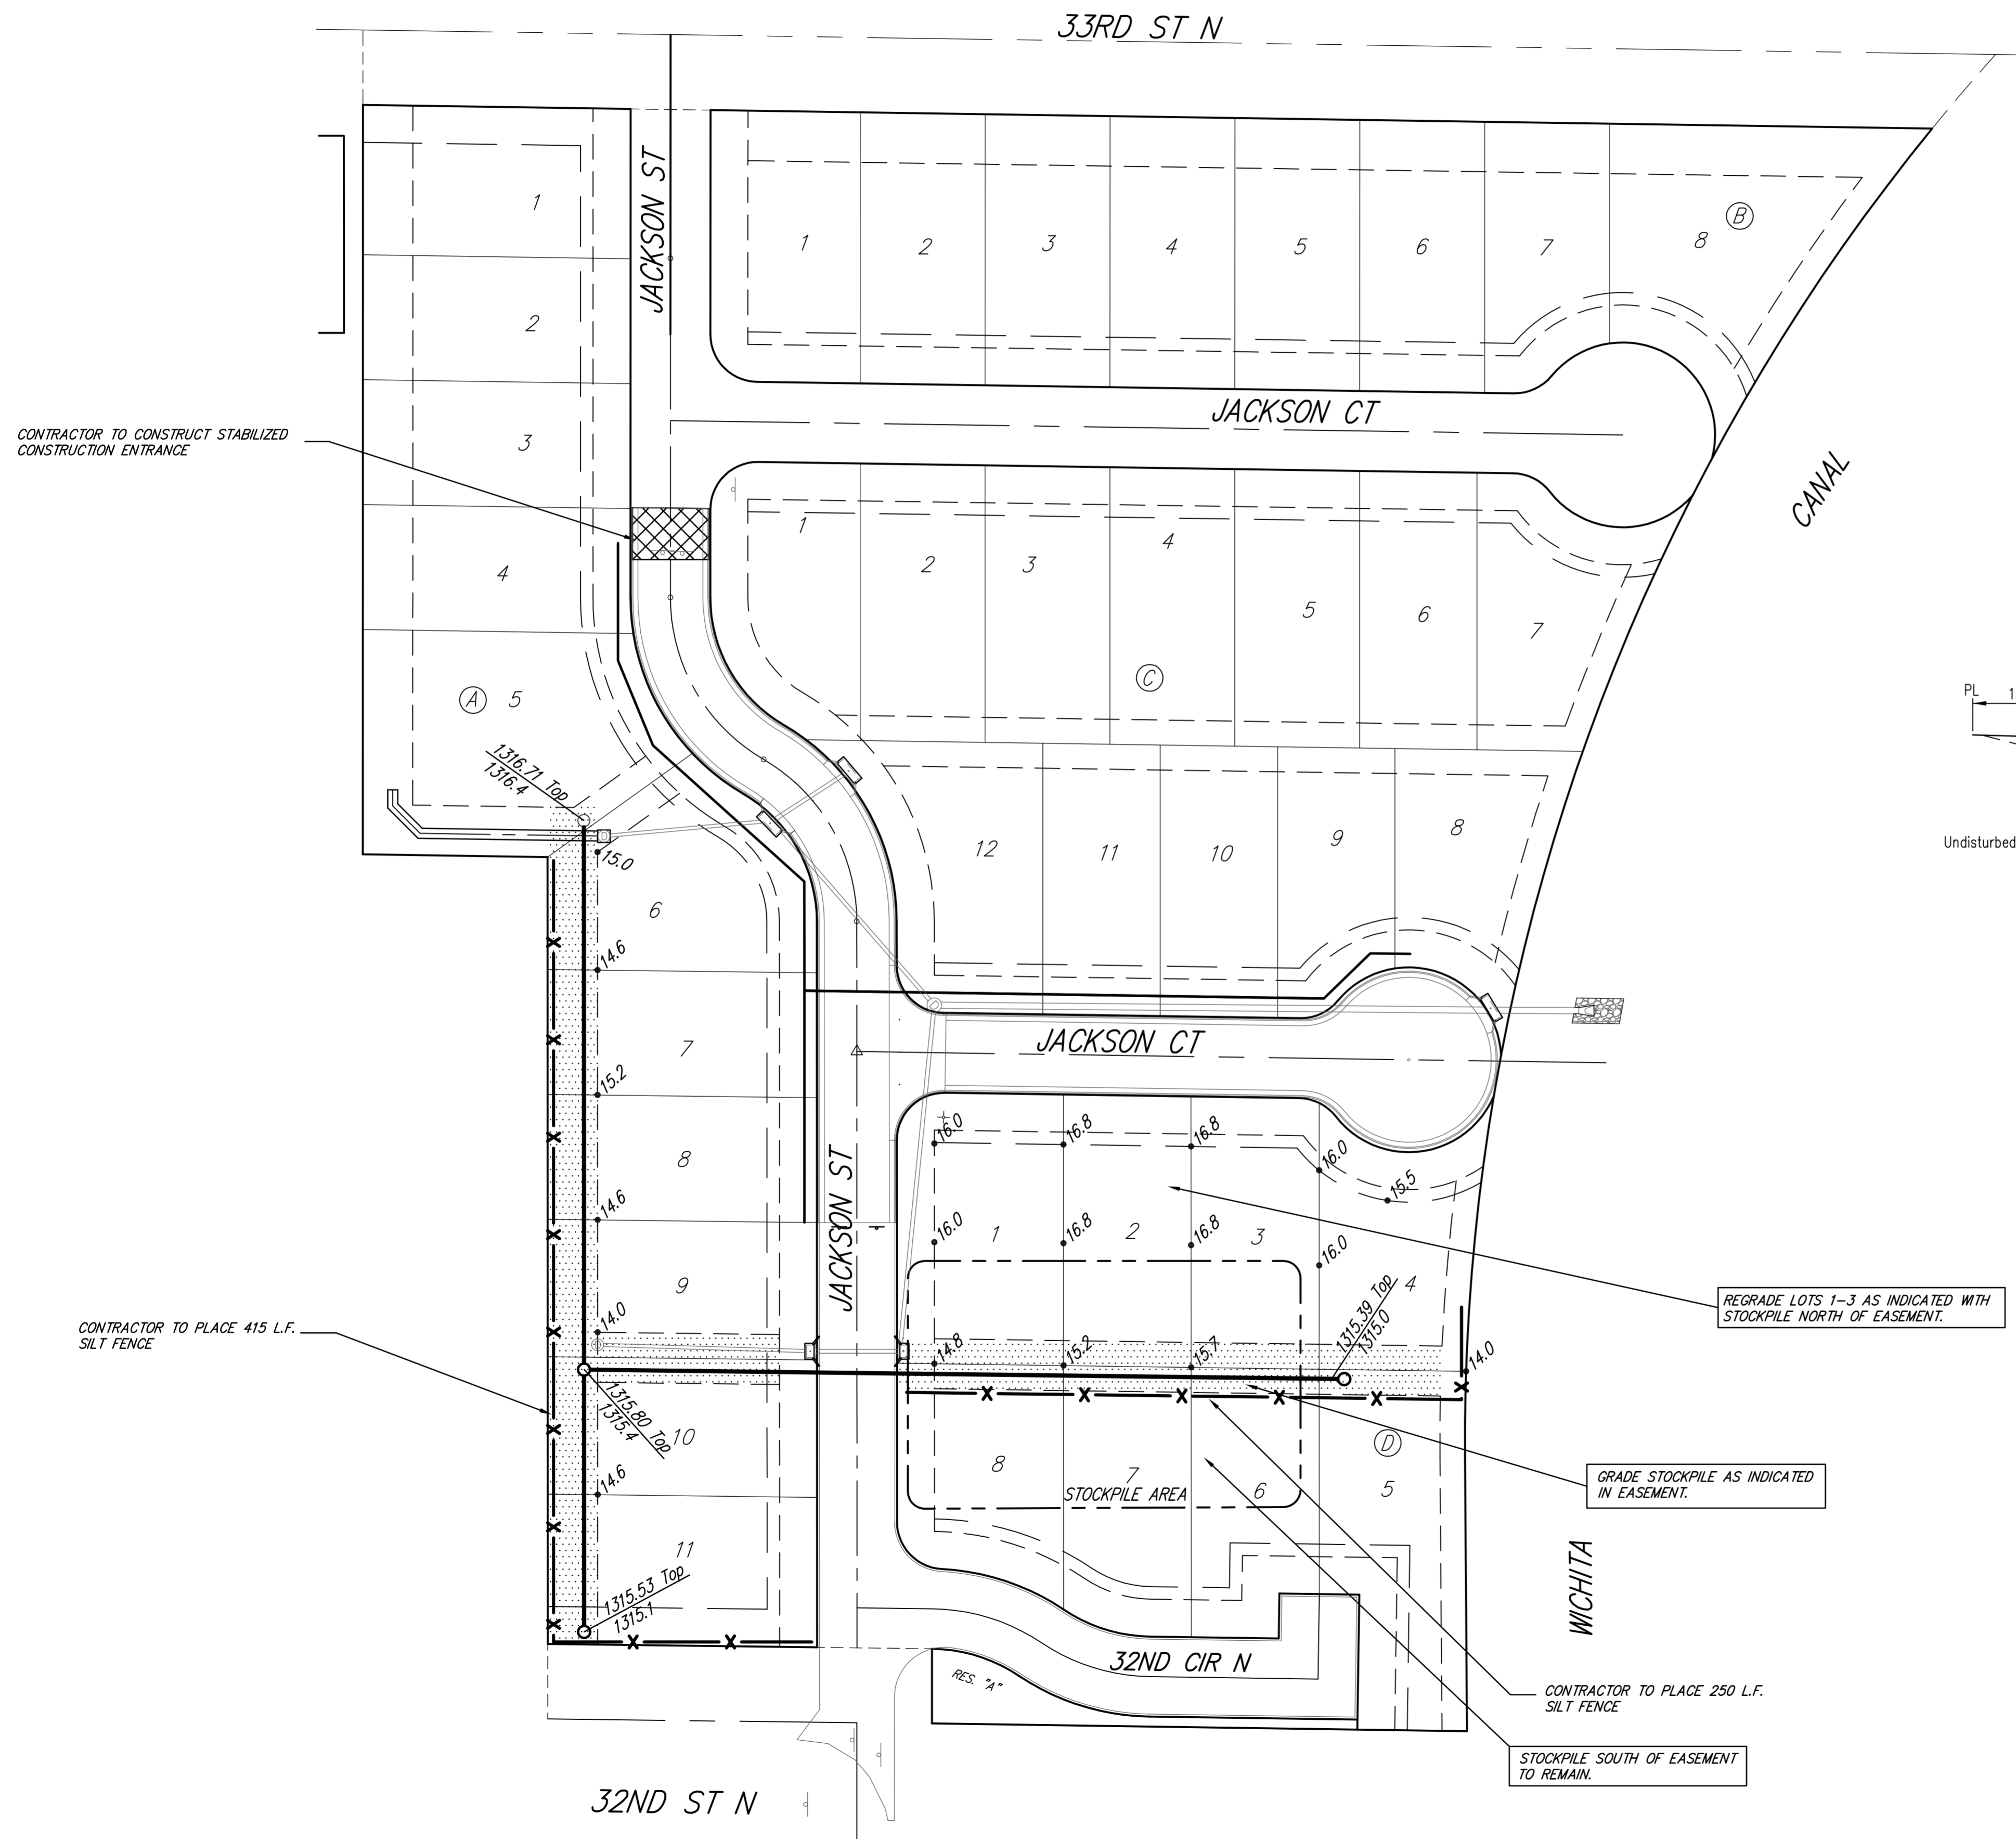 33RD ST N
JACKSON ST
1
2
3
4
5
6
7
8
B
1
2
3
4
A
5
JACKSON CT
CONTRACTOR TO CONSTRUCT STABILIZED
CONSTRUCTION ENTRANCE
CANAL
1
2
3
4
5
6
7
C
PL
1
Undisturbed
1316.71 Top
1316.4
15.0
6
14.6
7
15.2
8
14.6
9
14.0
12
11
10
9
8
JACKSON CT
JACKSON ST
16.0
16.8
16.8
16.0
15.5
16.0
16.8
16.8
16.0
1
2
3
4
1315.39 Top
1315.0
14.8
15.2
15.7
14.0
REGRADE LOTS 1-3 AS INDICATED WITH
STOCKPILE NORTH OF EASEMENT.
CONTRACTOR TO PLACE 415 L.F.
SILT FENCE
1315.80 Top
1315.4
10
14.6
11
1315.53 Top
1315.1
8
7
6
5
D
STOCKPILE AREA
GRADE STOCKPILE AS INDICATED
IN EASEMENT.
WICHITA
32ND CIR N
RES. "A"
CONTRACTOR TO PLACE 250 L.F.
SILT FENCE
STOCKPILE SOUTH OF EASEMENT
TO REMAIN.
32ND ST N